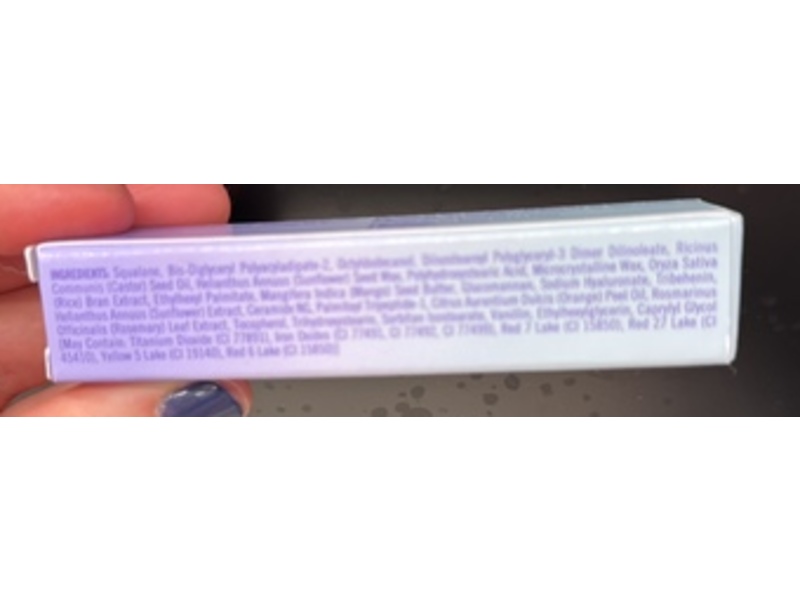 INGREDIENTS: Squalane, Bis-Diglyceryl Polyacyladipate-2, Octyldodecanol, Diisostearoyl Polyglyceryl-3 Dimer Dilinoleate, Ricinus
Communis (Castor) Seed Oil, Helianthus Annuus (Sunflower) Seed Wax, Polyhydroxystearic Acid, Microcrystalline Wax, Oryza Sativa
(Rice) Bran Extract, Ethylhexyl Palmitate, Mangifera Indica (Mango) Seed Butter, Glucomannan, Sodium Hyaluronate, Tribehenin,
Helianthus Annuus (Sunflower) Extract, Ceramide NG, Palmitoyl Tripeptide-1, Citrus Aurantium Dulcis (Orange) Peel Oil, Rosmarinus
Officinalis (Rosemary) Leaf Extract, Tocopherol, Sorbitan Isostearate, Vanillin, Ethylhexylglycerin, Caprylyl Glycol
(May Contain: Titanium Dioxide (CI 77891), Iron Oxides (CI 77491, CI 77492, CI 77499), Red 7 Lake (CI 15850), Red 27 Lake (CI
45410), Yellow 5 Lake (CI 19140), Red 6 Lake (CI 15850)]